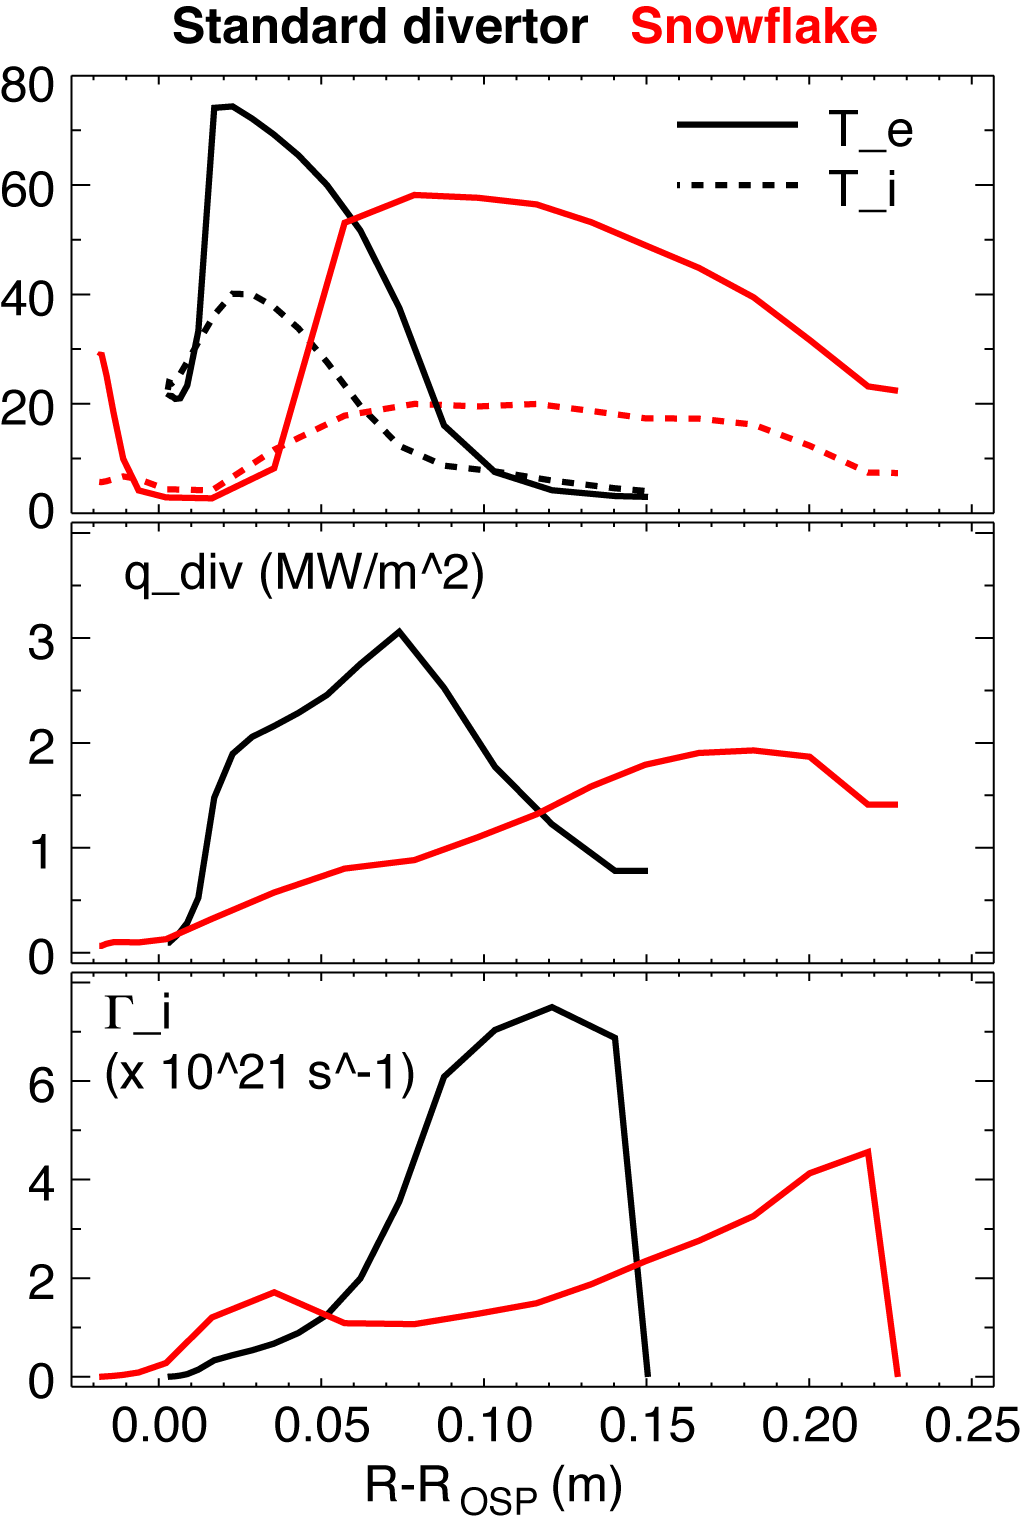 Standard divertor Snowflake
80
T_e
60
T_i
40
20
0
q_div (MW/m^2)
3
2
1
0
Γ_i
(x 10^21 s^-1)
6
4
2
0
0.00 0.05 0.10 0.15 0.20 0.25
R-R OSP (m)